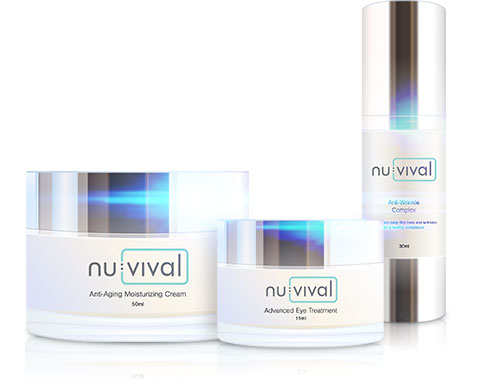 nu:vival
Anti-Aging Moisturizing Cream
50ml
nu:vival
Advanced Eye Treatment
15ml
nu:vival
Anti-Wrinkle
Complex
30ml